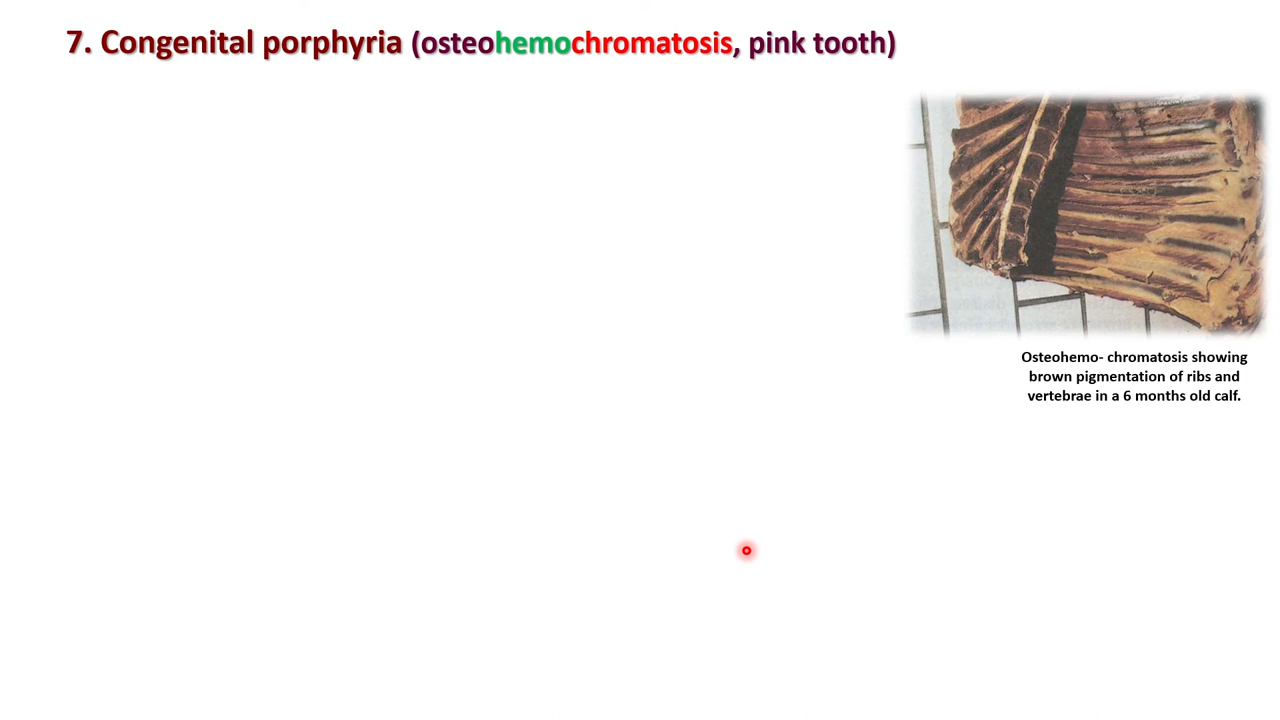 7. Congenital porphyria (osteohemochromatosis, pink tooth)
Osteohemo- chromatosis showing
brown pigmentation of ribs and
vertebrae in a 6 months old calf.